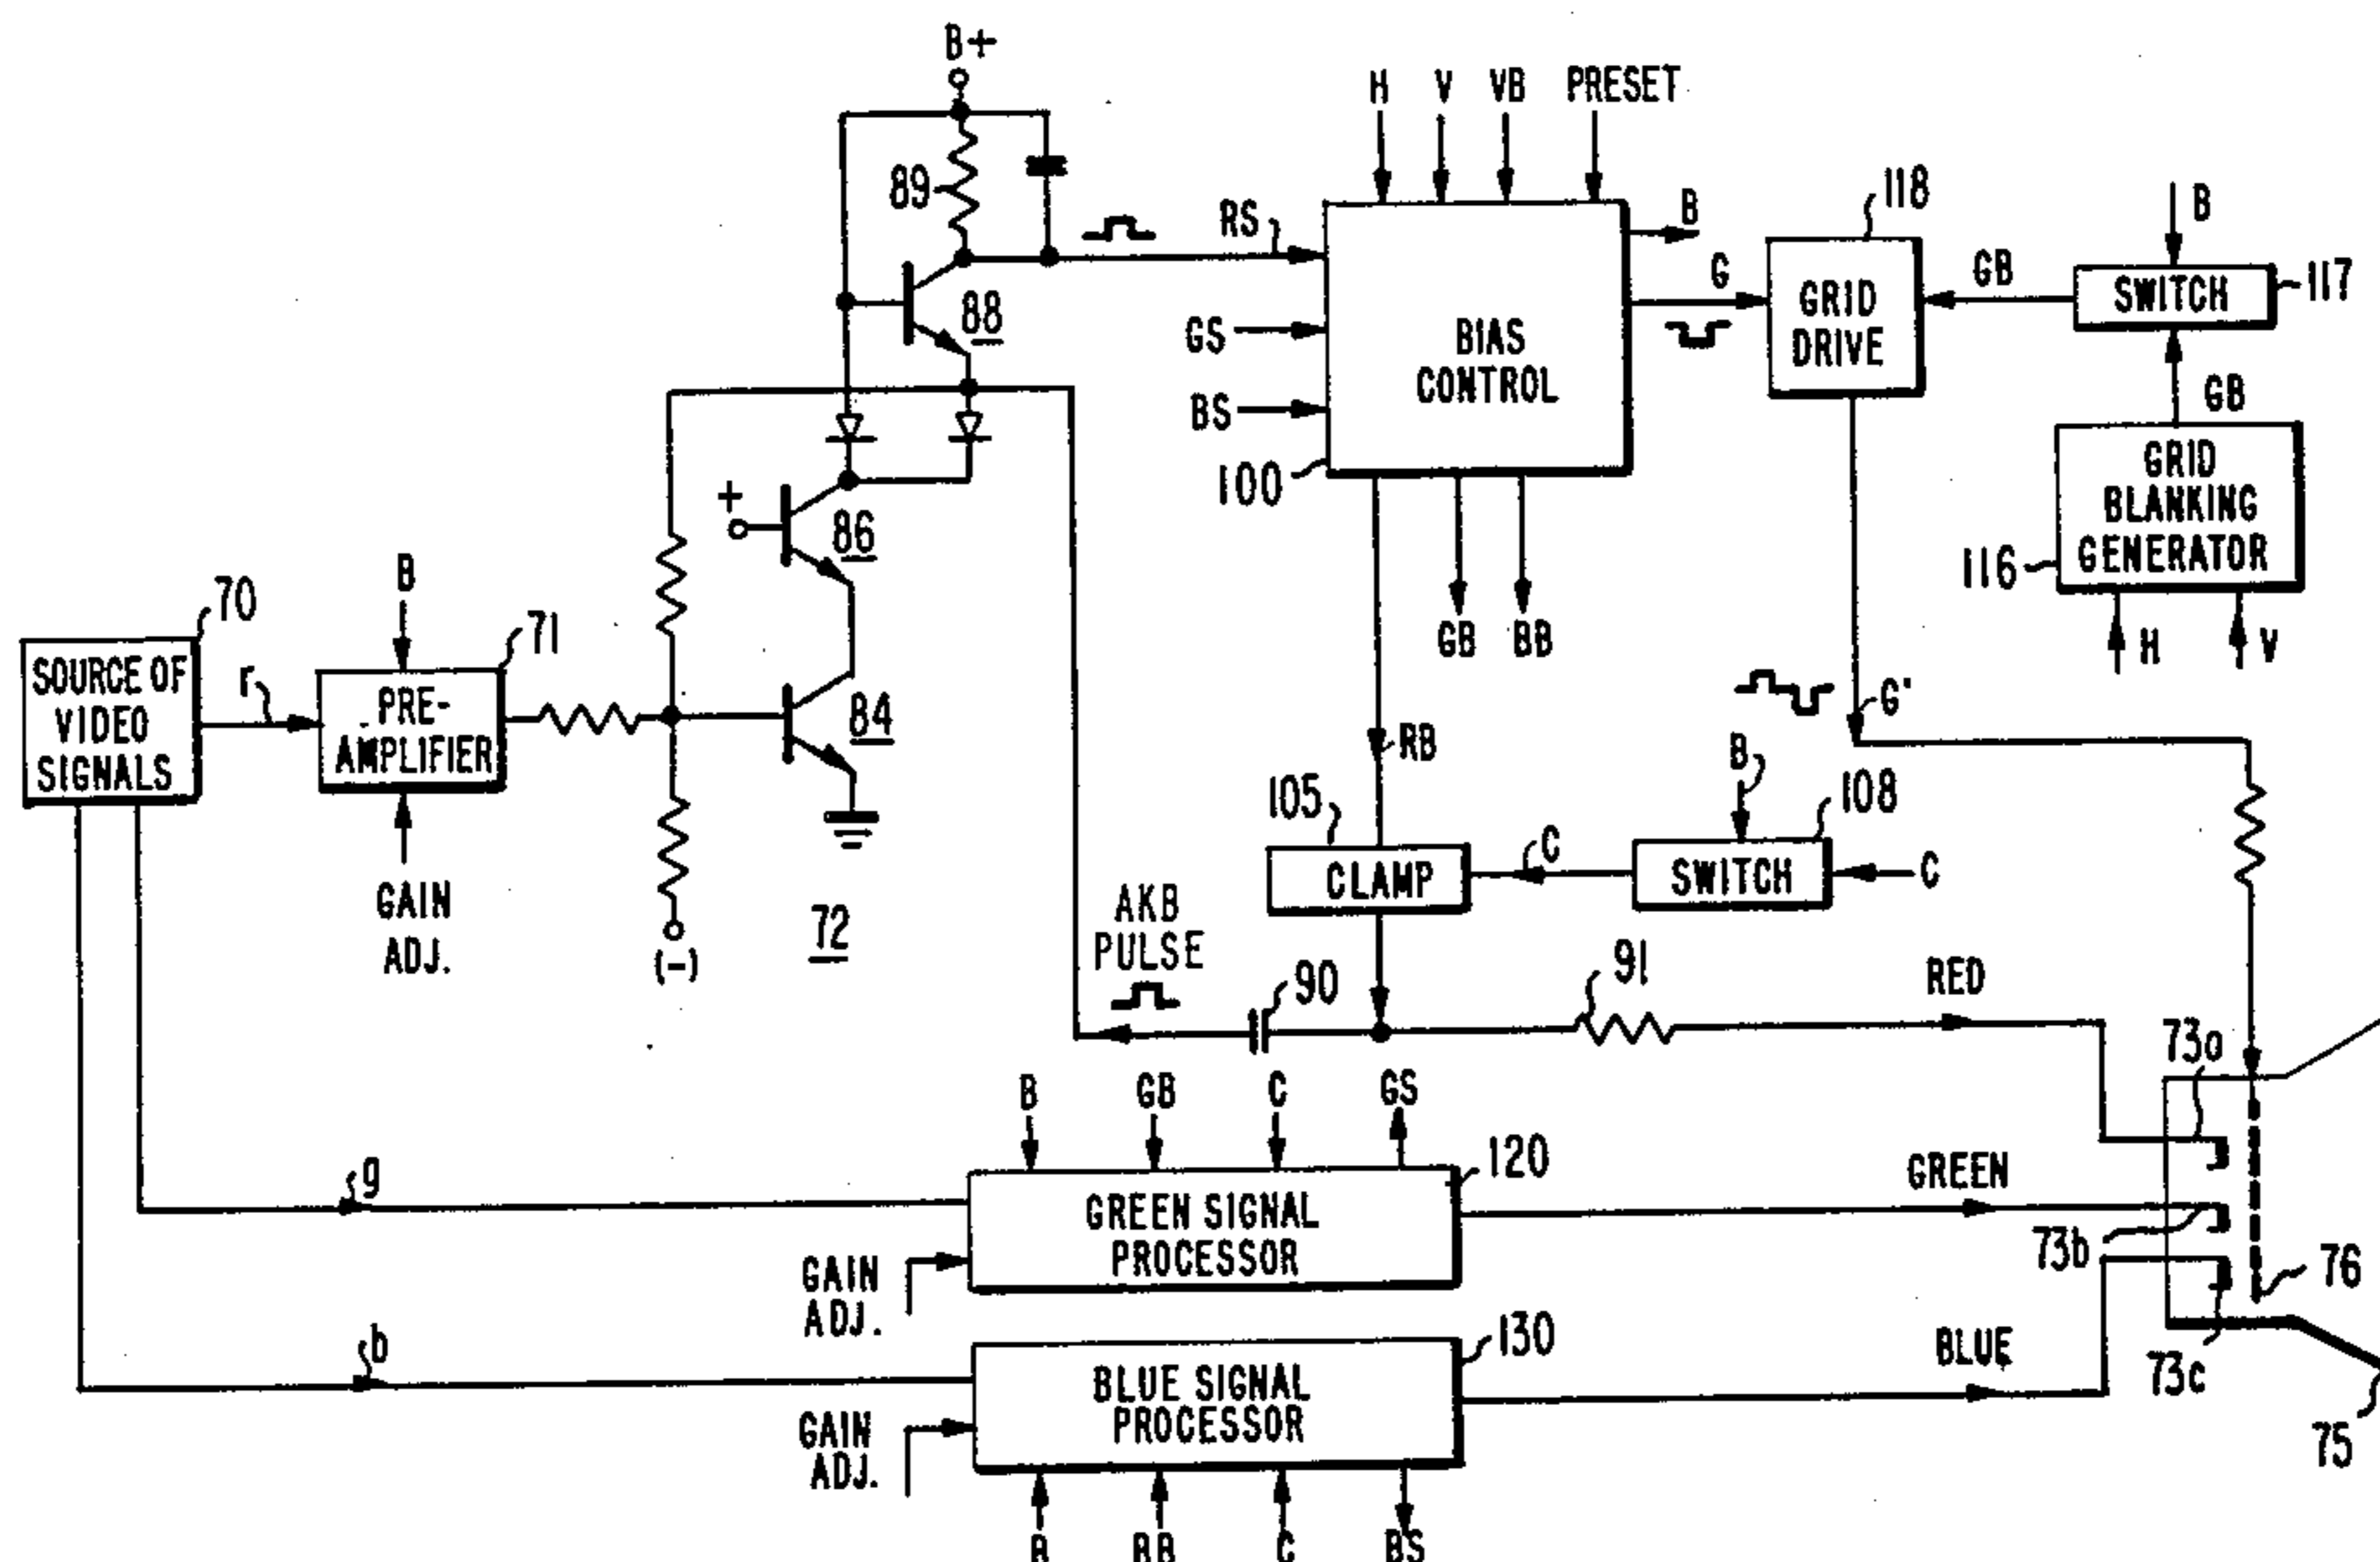 B+
H
V
VB
PRESET
89
RS
B
118
B
G
GRID
DRIVE
GB
SWITCH
117
88
GS
BIAS
CONTROL
BS
GB
100
GRID
BLANKING
GENERATOR
116
+
86
H
V
GB
BB
B
70
71
SOURCE OF
VIDEO
SIGNALS
r
PRE-
AMPLIFIER
84
G'
RB
B
105
108
CLAMP
C
SWITCH
C
GAIN
ADJ.
(-)
72
AKB
PULSE
90
91
RED
73a
B
GB
C
GS
120
g
GREEN SIGNAL
PROCESSOR
GREEN
73b
76
GAIN
ADJ.
130
b
BLUE SIGNAL
PROCESSOR
BLUE
73c
GAIN
ADJ.
75
B
BB
C
BS